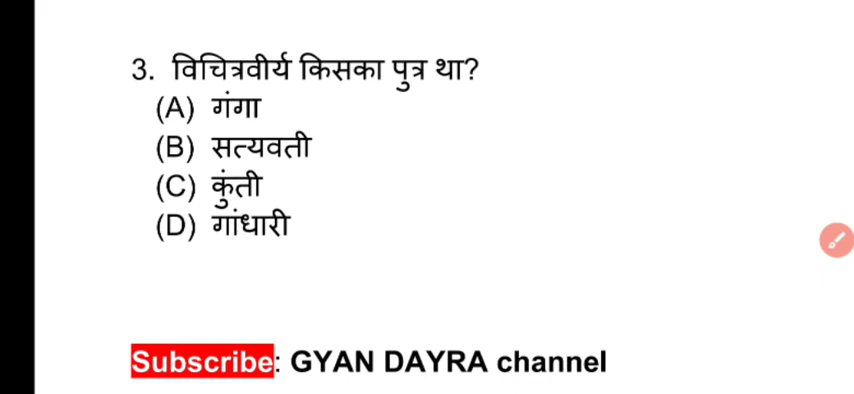 3. विचित्रवीर्य किसका पुत्र था?
(A) गंगा
(B) सत्यवती
(C) कुंती
(D) गांधारी
Subscribe: GYAN DAYRA channel